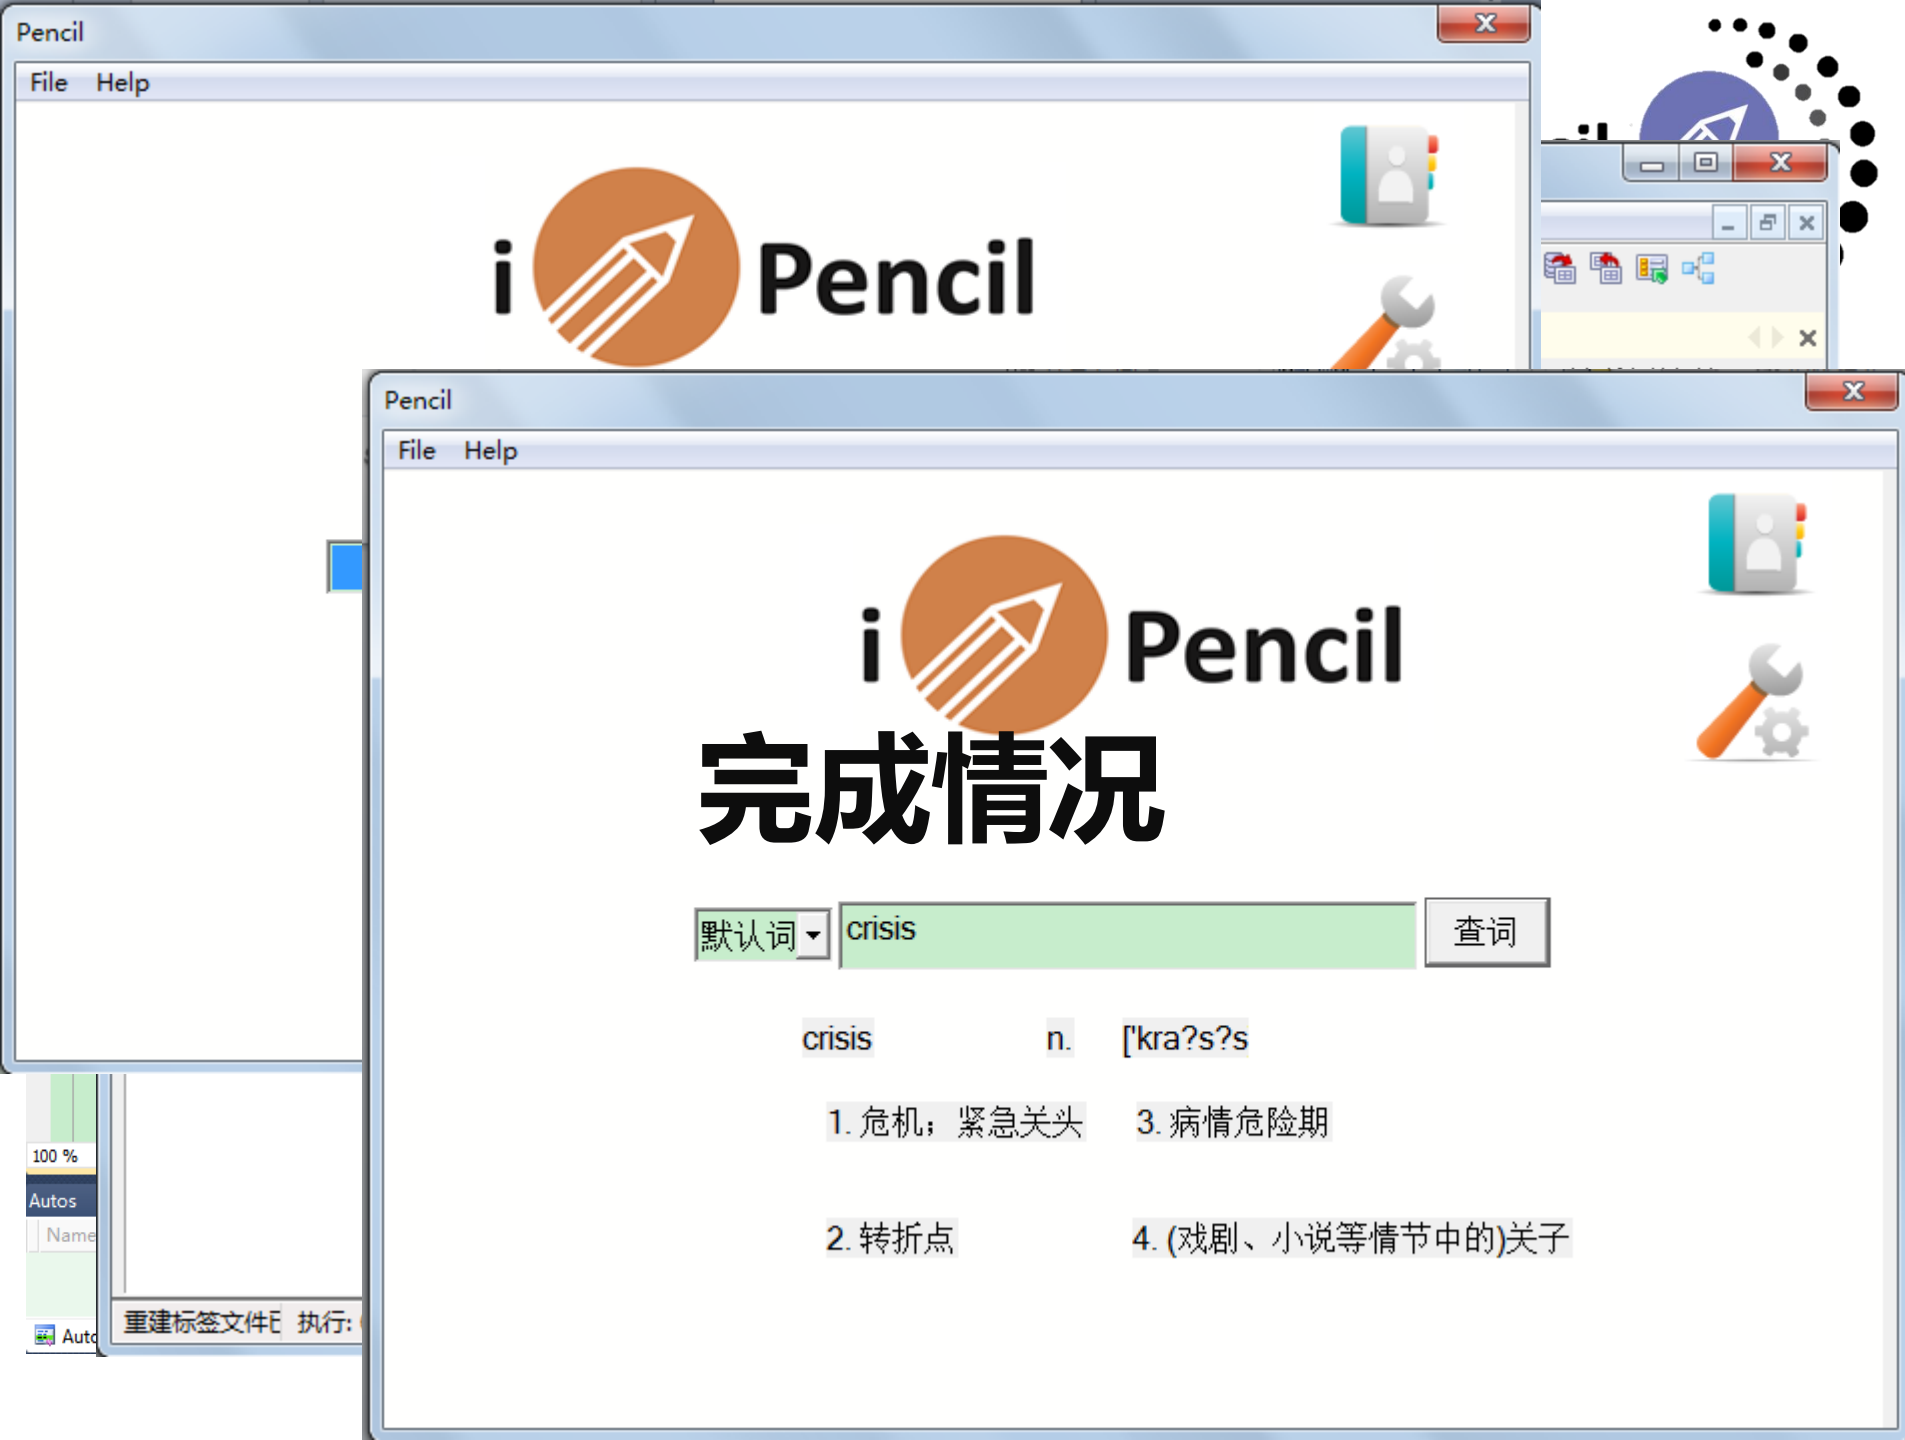 Pencil
File Help
i Pencil
Pencil
File Help
i Pencil
完成情况
默认词 crisis 查词
crisis n. ['kra?s?s
1. 危机；紧急关头 3. 病情危险期
2. 转折点 4. (戏剧、小说等情节中的)关子
100 %
Autos
Name
重建标签文件已 执行: